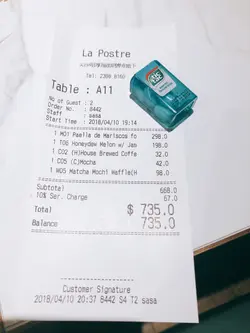 La Postre
Tel:
Table : A11
No of Guest : 2
Order No. : 8442
Staff : sasa
Start Time : 2018/04/10 19:14
1 M01 Paella de Mariscos fo 298.0
1 T06 Honeydew Melon w/ Jas 198.0
1 C02 (H)House Brewed Coffe 32.0
1 C05 (C)Mocha 42.0
1 W05 Matcha Mochi Waffle(H 98.0
Subtotal 668.0
10% Ser. Charge 67.0
Total $ 735.0
Balance 735.0
Customer Signature
2018/04/10 20:37 8442 S4 T2 sasa